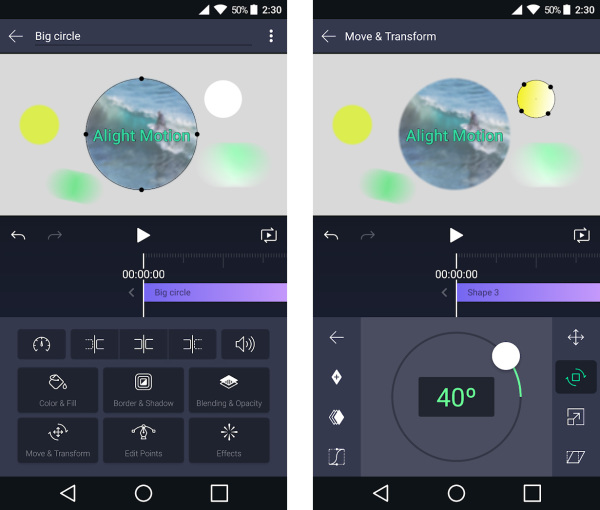 50% 2:30
Big circle
Alight Motion
00:00:00
Big circle
Color & Fill
Border & Shadow
Blending & Opacity
Move & Transform
Edit Points
Effects
50% 2:30
Move & Transform
Alight Motion
00:00:00
Shape 3
40º